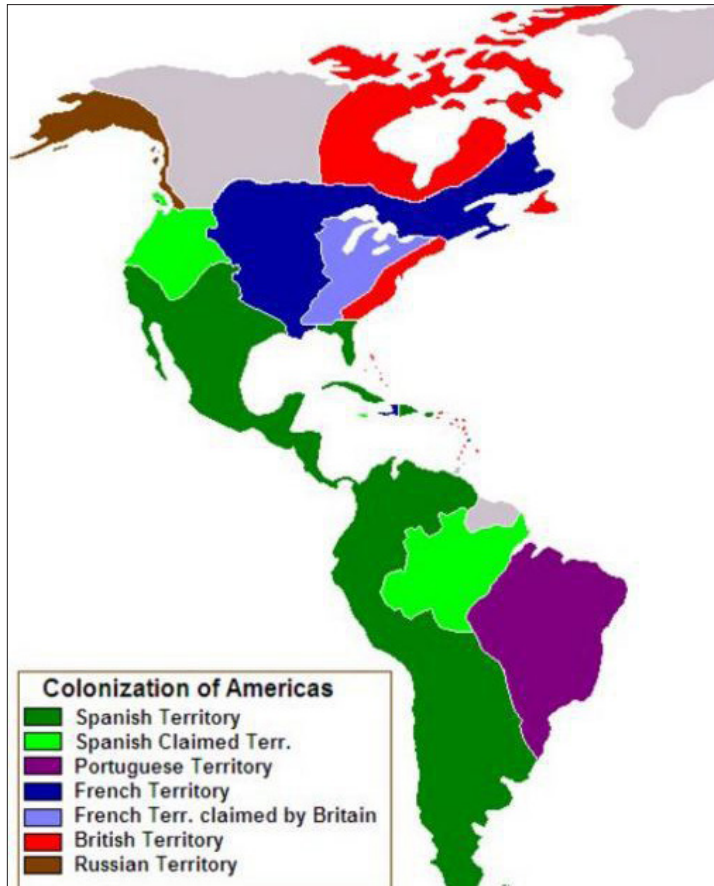 Colonization of Americas
Spanish Territory
Spanish Claimed Terr.
Portuguese Territory
French Territory
French Terr. claimed by Britain
British Territory
Russian Territory